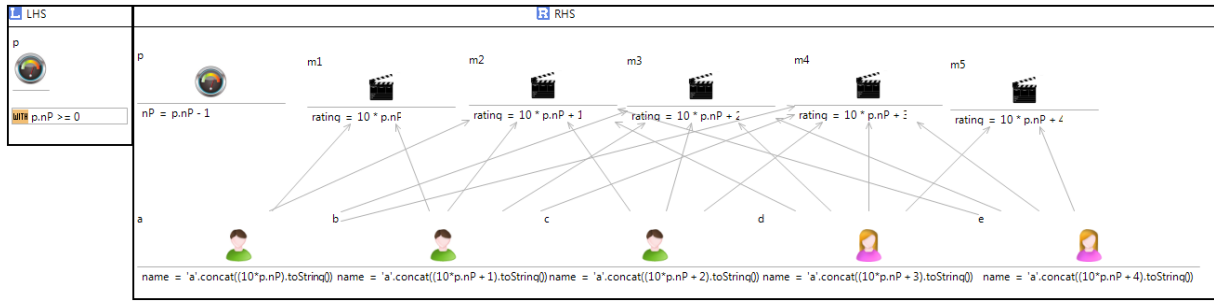 L LHS
R RHS
p
WITH p.nP >= 0
p
nP = p.nP - 1
m1
rating = 10 * p.nP
m2
rating = 10 * p.nP + 1
m3
rating = 10 * p.nP + 2
m4
rating = 10 * p.nP + 3
m5
rating = 10 * p.nP + 4
a
b
c
d
e
name = 'a'.concat((10*p.nP).toString())
name = 'a'.concat((10*p.nP + 1).toString())
name = 'a'.concat((10*p.nP + 2).toString())
name = 'a'.concat((10*p.nP + 3).toString())
name = 'a'.concat((10*p.nP + 4).toString())